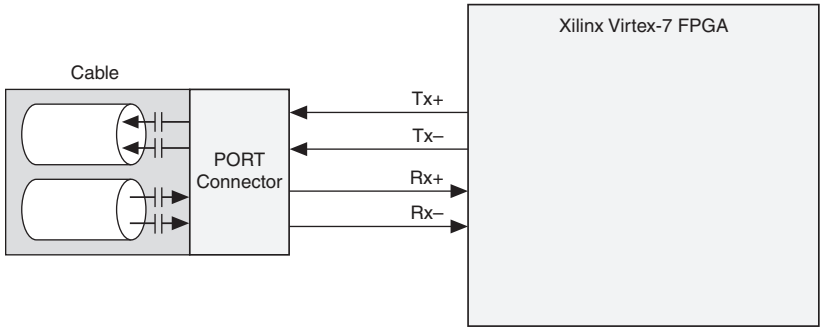 Xilinx Virtex-7 FPGA
Cable
PORT
Connector
Tx+
Tx–
Rx+
Rx–